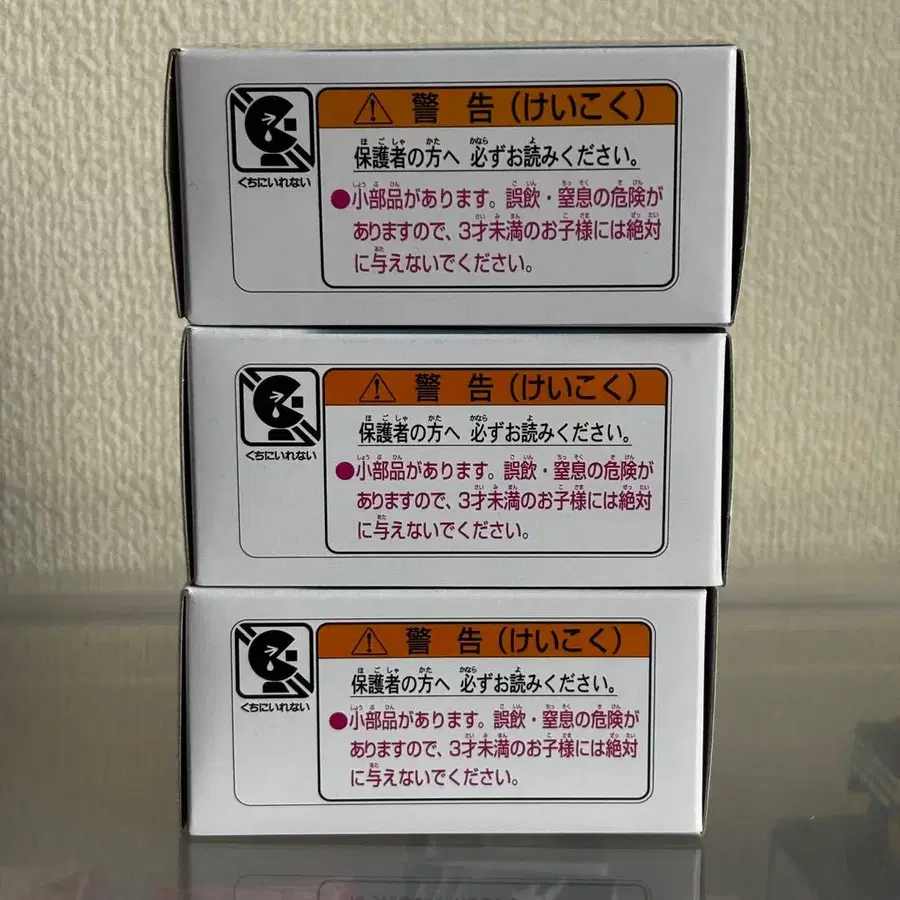 警告(けいこく)
くちにいれない
保護者の方へ 必ずお読みください。
●小部品があります。誤飲・窒息の危険が
ありますので、3才未満のお子様には絶対
に与えないでください。
警告(けいこく)
くちにいれない
保護者の方へ 必ずお読みください。
●小部品があります。誤飲・窒息の危険が
ありますので、3才未満のお子様には絶対
に与えないでください。
警告(けいこく)
くちにいれない
保護者の方へ 必ずお読みください。
●小部品があります。誤飲・窒息の危険が
ありますので、3才未満のお子様には絶対
に与えないでください。